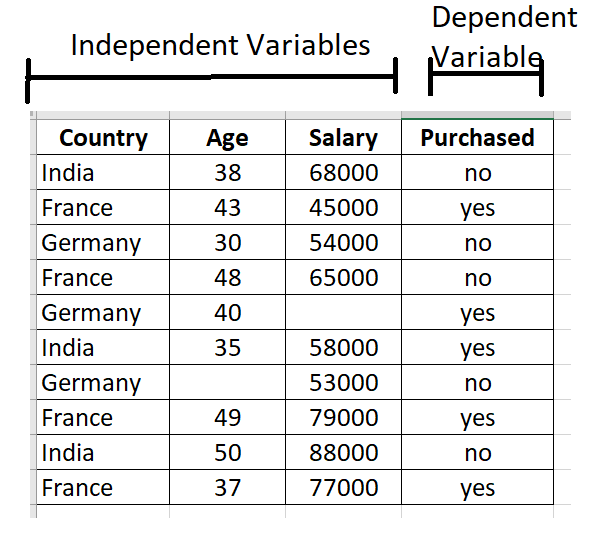 Independent Variables
Dependent
Variable
Country Age Salary Purchased
India 38 68000 no
France 43 45000 yes
Germany 30 54000 no
France 48 65000 no
Germany 40 yes
India 35 58000 yes
Germany 53000 no
France 49 79000 yes
India 50 88000 no
France 37 77000 yes